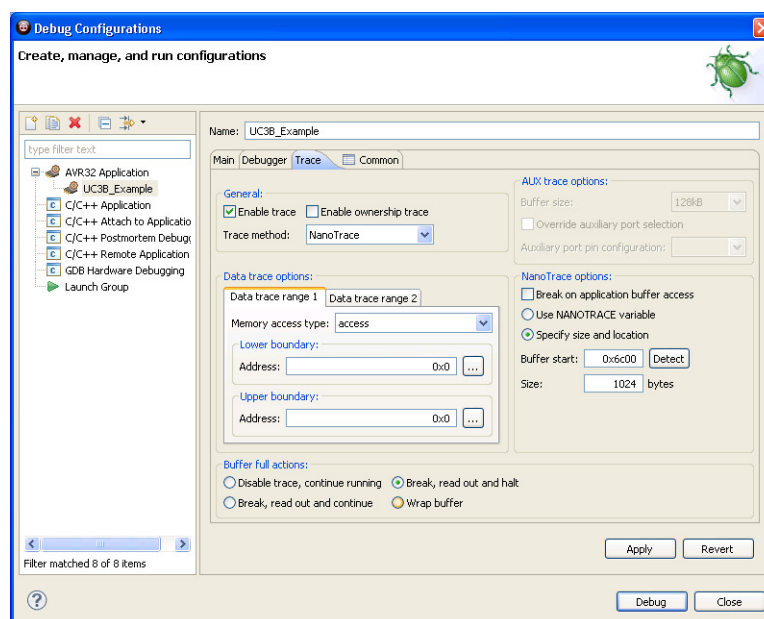 Debug Configurations
Create, manage, and run configurations
type filter text
AVR32 Application
UC3B_Example
C/C++ Application
C/C++ Attach to Applicatio
C/C++ Postmortem Debug
C/C++ Remote Application
GDB Hardware Debugging
Launch Group
Filter matched 8 of 8 items
Name: UC3B_Example
Main Debugger Trace Common
General:
Enable trace Enable ownership trace
Trace method: NanoTrace
AUX trace options:
Buffer size: 128kB
Override auxiliary port selection
Auxiliary port pin configuration:
Data trace options:
Data trace range 1 Data trace range 2
Memory access type: access
Lower boundary:
Address: 0x0 ...
Upper boundary:
Address: 0x0 ...
NanoTrace options:
Break on application buffer access
Use NANOTRACE variable
Specify size and location
Buffer start: 0x6c00 Detect
Size: 1024 bytes
Buffer full actions:
Disable trace, continue running Break, read out and halt
Break, read out and continue Wrap buffer
Apply Revert
? Debug Close